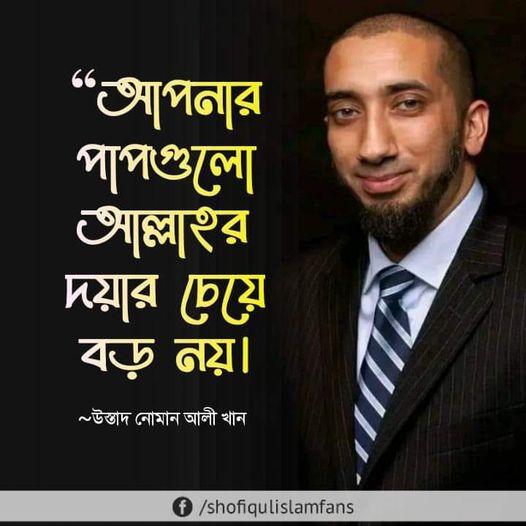 “আপনার
পাপগুলো
আল্লাহর
দয়ার চেয়ে
বড় নয়।
~উস্তাদ নোমান আলী খান
f /shofiqulislamfans